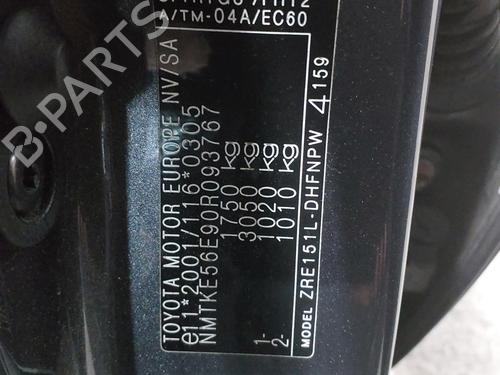 A/TM-04A/EC60
TOYOTA MOTOR EUROPE NV/SA
e11*2001/116*0305
NMTKE56E90R093767
1750 kg
3050 kg
1- 1020 kg
2- 1010 kg
MODEL ZRE151L-DHFNPW 4159